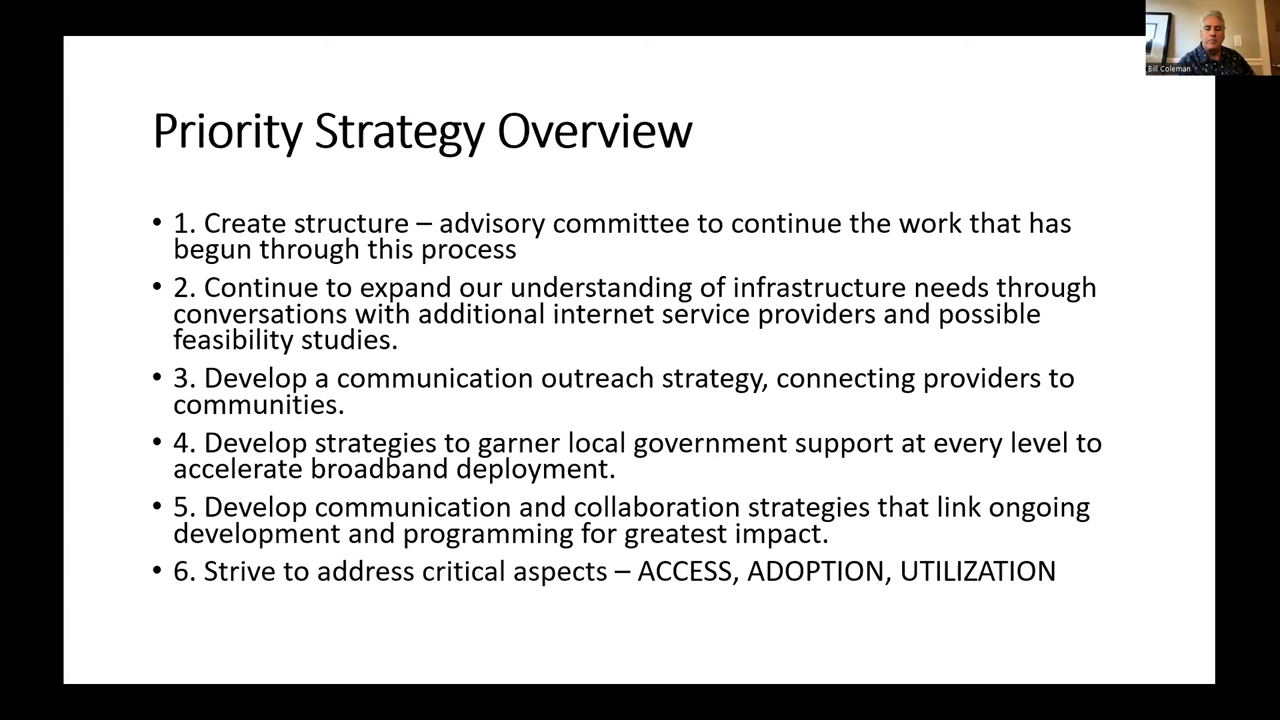 Bill Coleman
Priority Strategy Overview
• 1. Create structure – advisory committee to continue the work that has
begun through this process
• 2. Continue to expand our understanding of infrastructure needs through
conversations with additional internet service providers and possible
feasibility studies.
• 3. Develop a communication outreach strategy, connecting providers to
communities.
• 4. Develop strategies to garner local government support at every level to
accelerate broadband deployment.
• 5. Develop communication and collaboration strategies that link ongoing
development and programming for greatest impact.
• 6. Strive to address critical aspects – ACCESS, ADOPTION, UTILIZATION